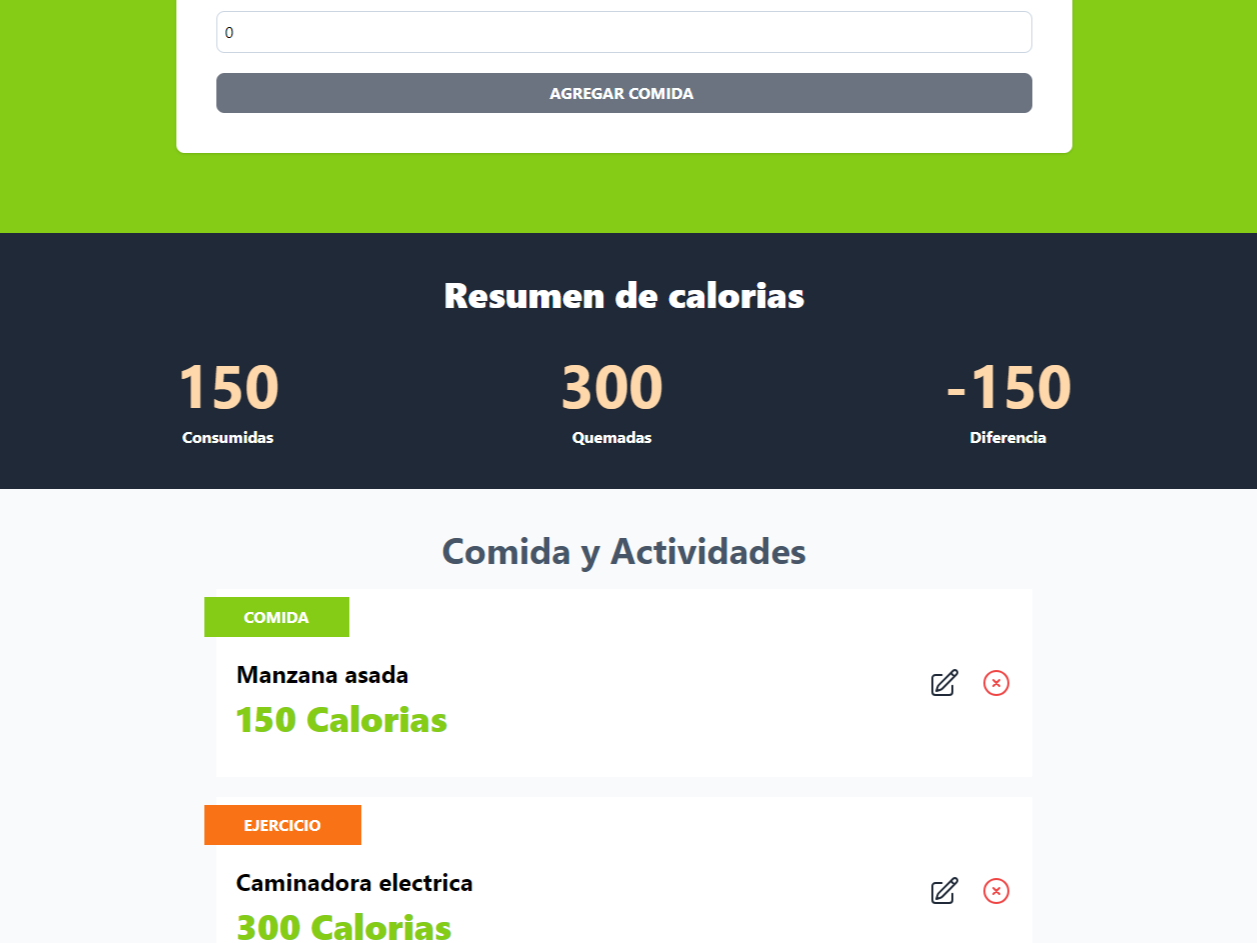 0
AGREGAR COMIDA
Resumen de calorias
150 300 -150
Consumidas Quemadas Diferencia
Comida y Actividades
COMIDA
Manzana asada
150 Calorias
EJERCICIO
Caminadora electrica
300 Calorias